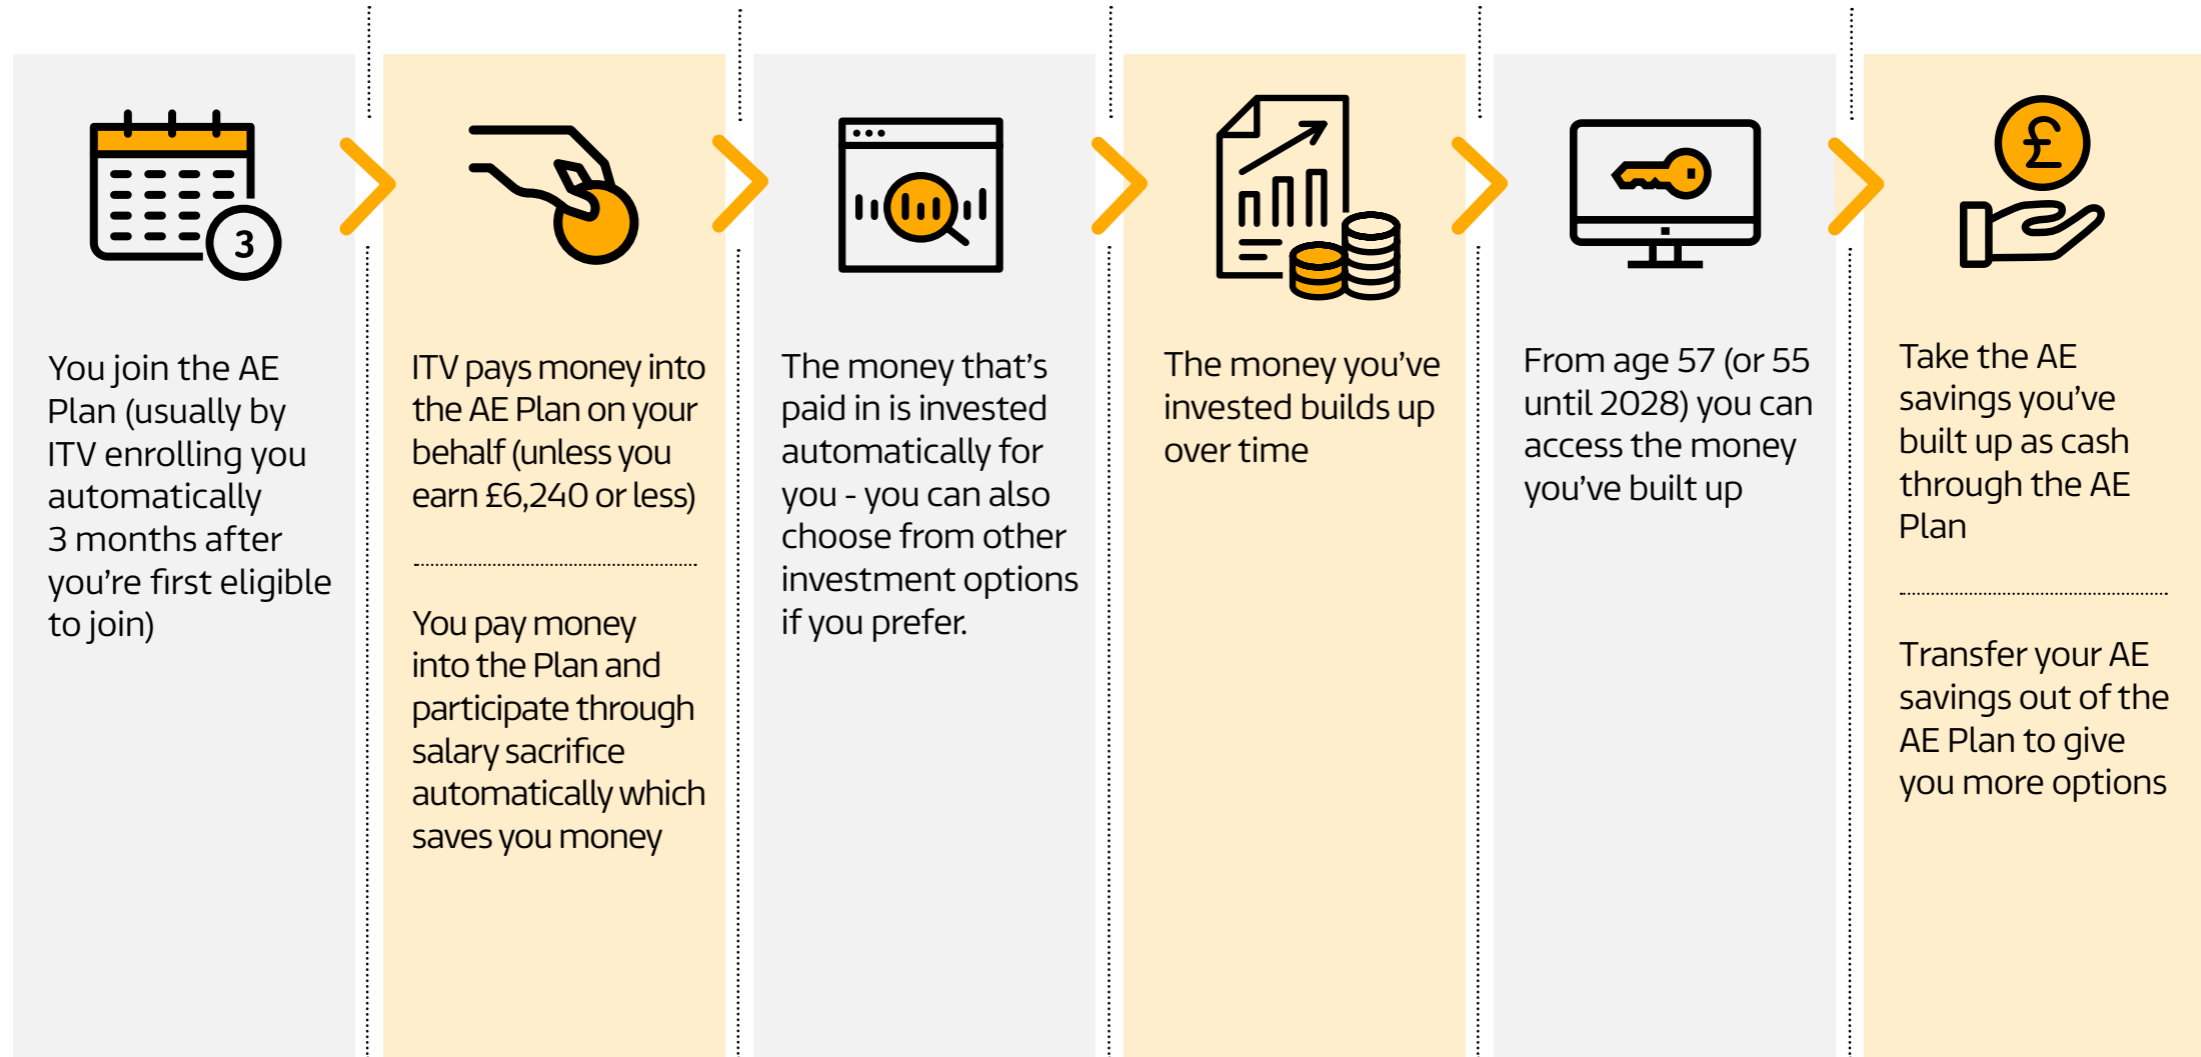 3
You join the AE
Plan (usually by
ITV enrolling you
automatically
3 months after
you're first eligible
to join)
ITV pays money into
the AE Plan on your
behalf (unless you
earn £6,240 or less)
You pay money
into the Plan and
participate through
salary sacrifice
automatically which
saves you money
The money that's
paid in is invested
automatically for
you - you can also
choose from other
investment options
if you prefer.
The money you've
invested builds up
over time
From age 57 (or 55
until 2028) you can
access the money
you've built up
£
Take the AE
savings you've
built up as cash
through the AE
Plan
Transfer your AE
savings out of the
AE Plan to give
you more options